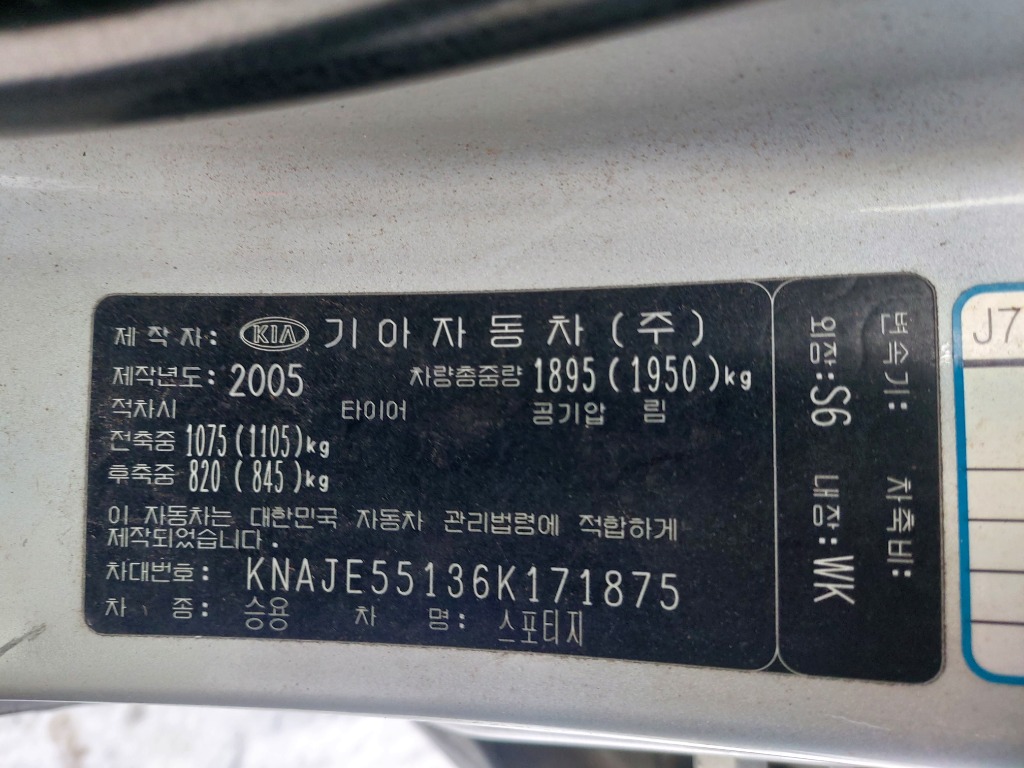 제 작 자: KIA 기아자동차(주)
제작년도: 2005 차량총중량 1895(1950)kg
적차시 타이어 공기압 림
전축중 1075(1105)kg
후축중 820(845)kg
이 자동차는 대한민국 자동차 관리법령에 적합하게
제작되었습니다.
차대번호: KNAJE55136K171875
차 종: 승용 차 명: 스포티지
변속기: 차축비:
외장:S6 내장:WK
J7